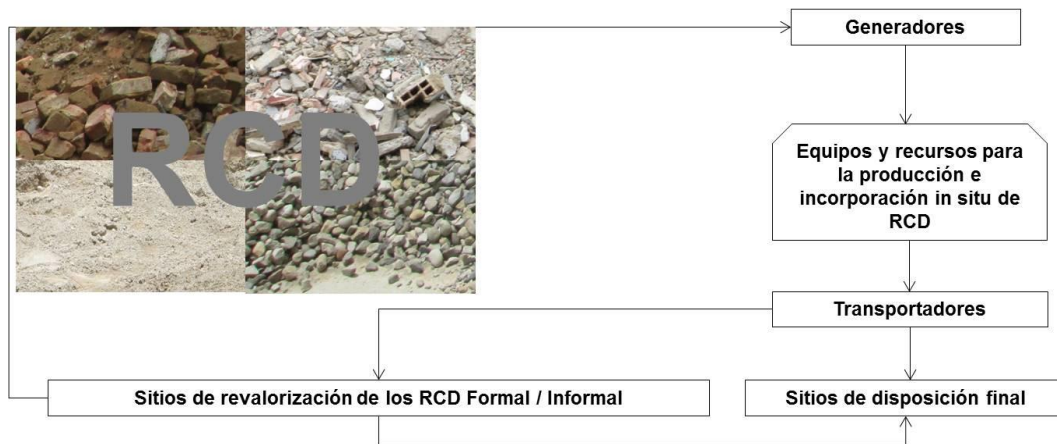 RCD
Generadores
Equipos y recursos para
la producción e
incorporación in situ de
RCD
Transportadores
Sitios de revalorización de los RCD Formal / Informal
Sitios de disposición final